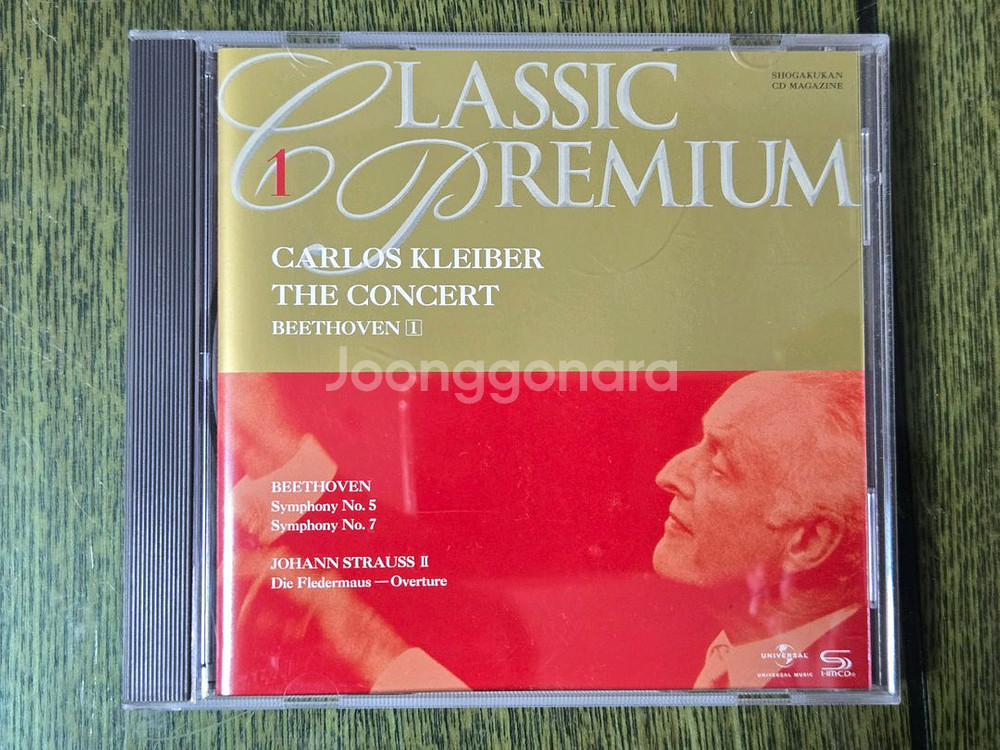 CLASSIC
PREMIUM
SHOGAKUKAN
CD MAGAZINE
1
CARLOS KLEIBER
THE CONCERT
BEETHOVEN 1
Joonggonara
BEETHOVEN
Symphony No. 5
Symphony No. 7
JOHANN STRAUSS II
Die Fledermaus — Overture
UNIVERSAL
UNIVERSAL MUSIC
SHM-CD